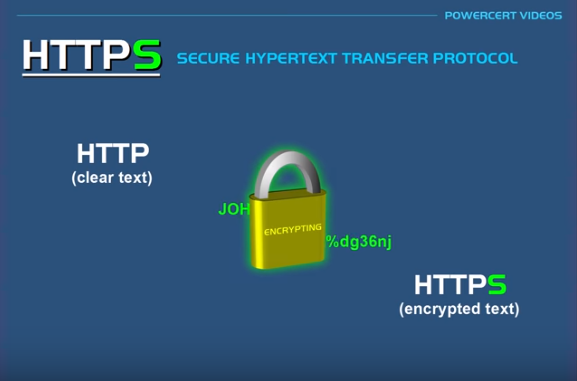 POWERCERT VIDEOS
HTTPS SECURE HYPERTEXT TRANSFER PROTOCOL
HTTP
(clear text)
JOH
ENCRYPTING
%dg36nj
HTTPS
(encrypted text)